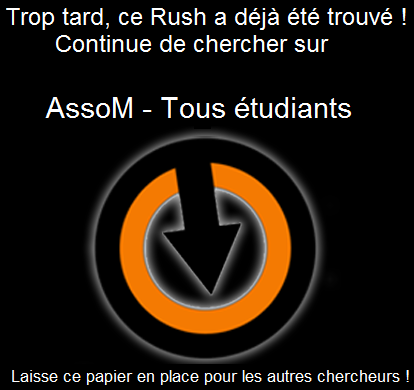 Trop tard, ce Rush a déjà été trouvé !
Continue de chercher sur
AssoM - Tous étudiants
Laisse ce papier en place pour les autres chercheurs !